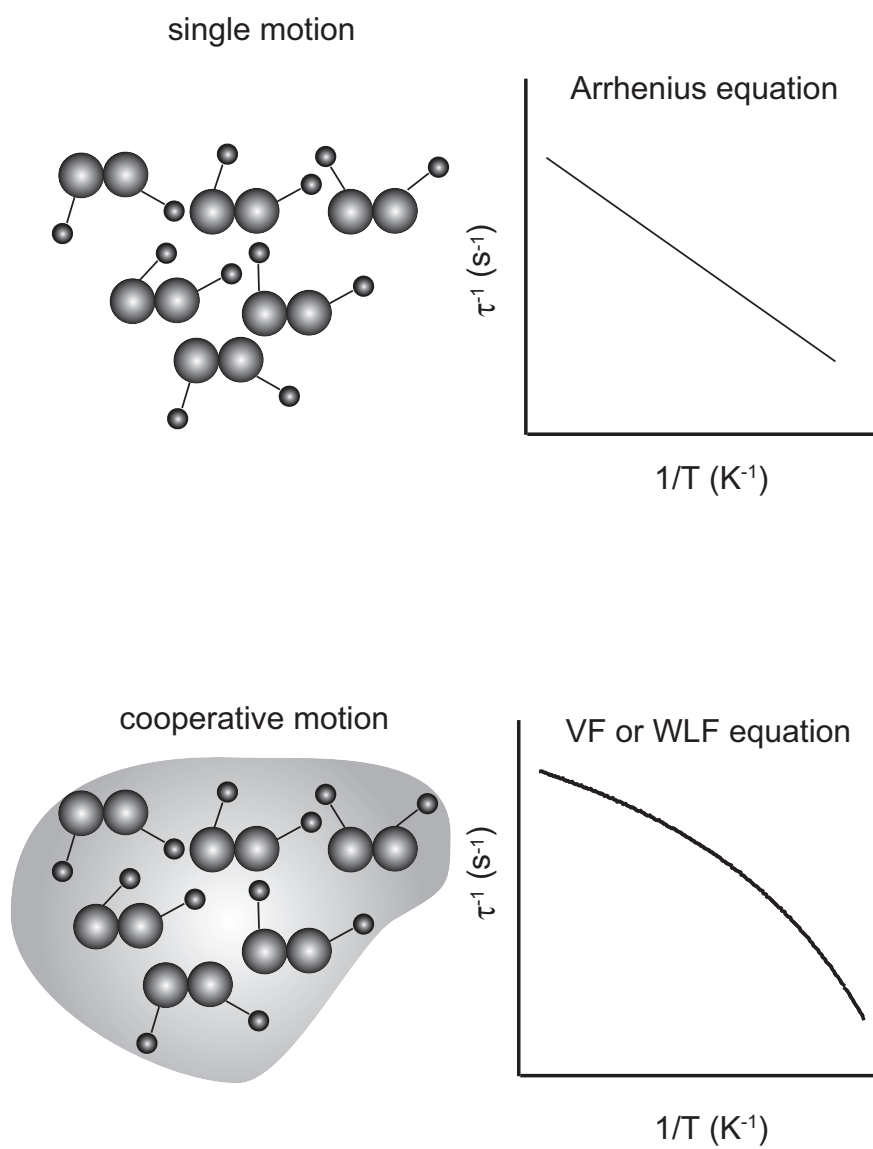 single motion
Arrhenius equation
τ⁻¹ (s⁻¹)
1/T (K⁻¹)
cooperative motion
VF or WLF equation
τ⁻¹ (s⁻¹)
1/T (K⁻¹)